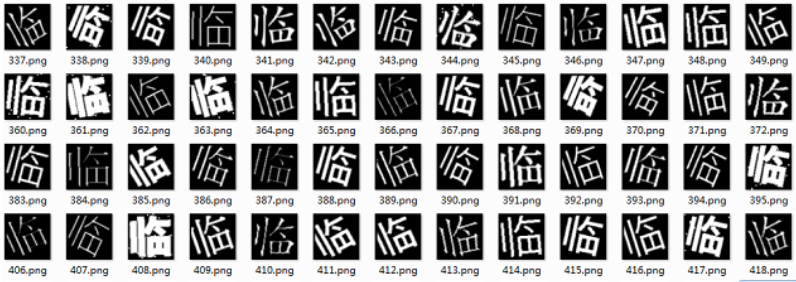 临 临 临 临 临 临 临 临 临 临 临 临 临
337.png 338.png 339.png 340.png 341.png 342.png 343.png 344.png 345.png 346.png 347.png 348.png 349.png
临 临 临 临 临 临 临 临 临 临 临 临 临
360.png 361.png 362.png 363.png 364.png 365.png 366.png 367.png 368.png 369.png 370.png 371.png 372.png
临 临 临 临 临 临 临 临 临 临 临 临 临
383.png 384.png 385.png 386.png 387.png 388.png 389.png 390.png 391.png 392.png 393.png 394.png 395.png
临 临 临 临 临 临 临 临 临 临 临 临 临
406.png 407.png 408.png 409.png 410.png 411.png 412.png 413.png 414.png 415.png 416.png 417.png 418.png